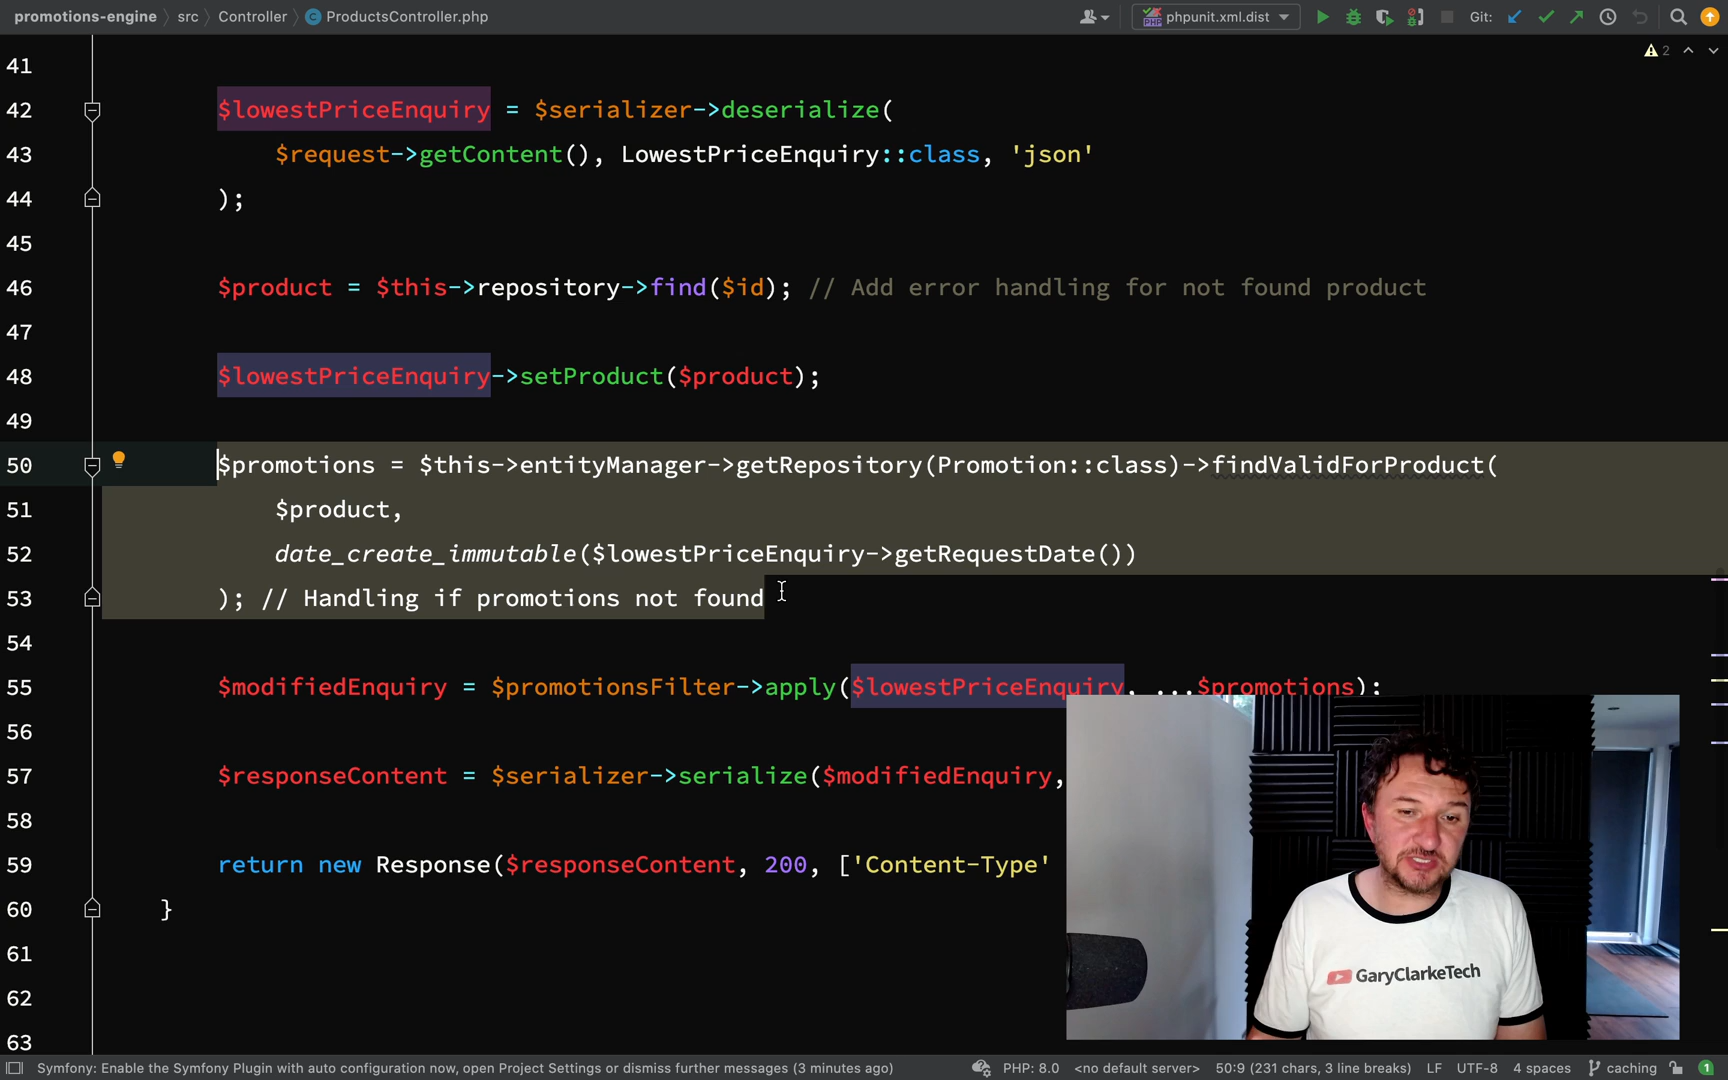 promotions-engine src Controller ProductsController.php phpunit.xml.dist Git:
2
41
42 $lowestPriceEnquiry = $serializer->deserialize(
43 $request->getContent(), LowestPriceEnquiry::class, 'json'
44 );
45
46 $product = $this->repository->find($id); // Add error handling for not found product
47
48 $lowestPriceEnquiry->setProduct($product);
49
50 $promotions = $this->entityManager->getRepository(Promotion::class)->findValidForProduct(
51 $product,
52 date_create_immutable($lowestPriceEnquiry->getRequestDate())
53 ); // Handling if promotions not found
54
55 $modifiedEnquiry = $promotionsFilter->apply($lowestPriceEnquiry, ...$promotions);
56
57 $responseContent = $serializer->serialize($modifiedEnquiry,
58
59 return new Response($responseContent, 200, ['Content-Type'
60 }
61
62
63
GaryClarkeTech
Symfony: Enable the Symfony Plugin with auto configuration now, open Project Settings or dismiss further messages (3 minutes ago) PHP: 8.0 <no default server> 50:9 (231 chars, 3 line breaks) LF UTF-8 4 spaces caching 1